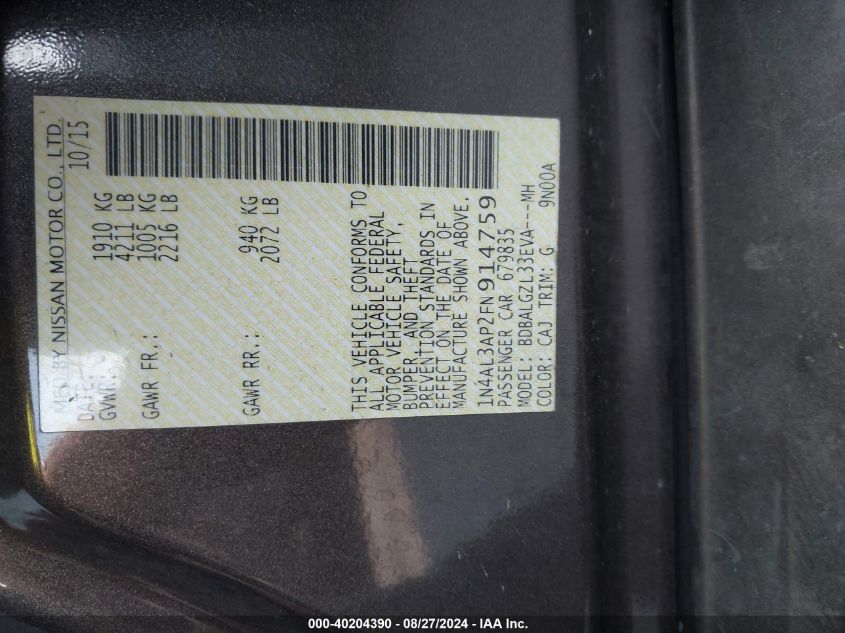 MFD BY NISSAN MOTOR CO., LTD.
DATE: 10/15
GVWR: 1910 KG
4211 LB
GAWR FR.: 1005 KG
2216 LB
GAWR RR.: 940 KG
2072 LB
THIS VEHICLE CONFORMS TO
ALL APPLICABLE FEDERAL
MOTOR VEHICLE SAFETY,
BUMPER, AND THEFT
PREVENTION STANDARDS IN
EFFECT ON THE DATE OF
MANUFACTURE SHOWN ABOVE.
1N4AL3AP2FN914759
PASSENGER CAR 679835
MODEL: BDBALGZL33EVA----MH
COLOR: CAJ TRIM: G 9N00A
000-40204390 - 08/27/2024 - IAA Inc.